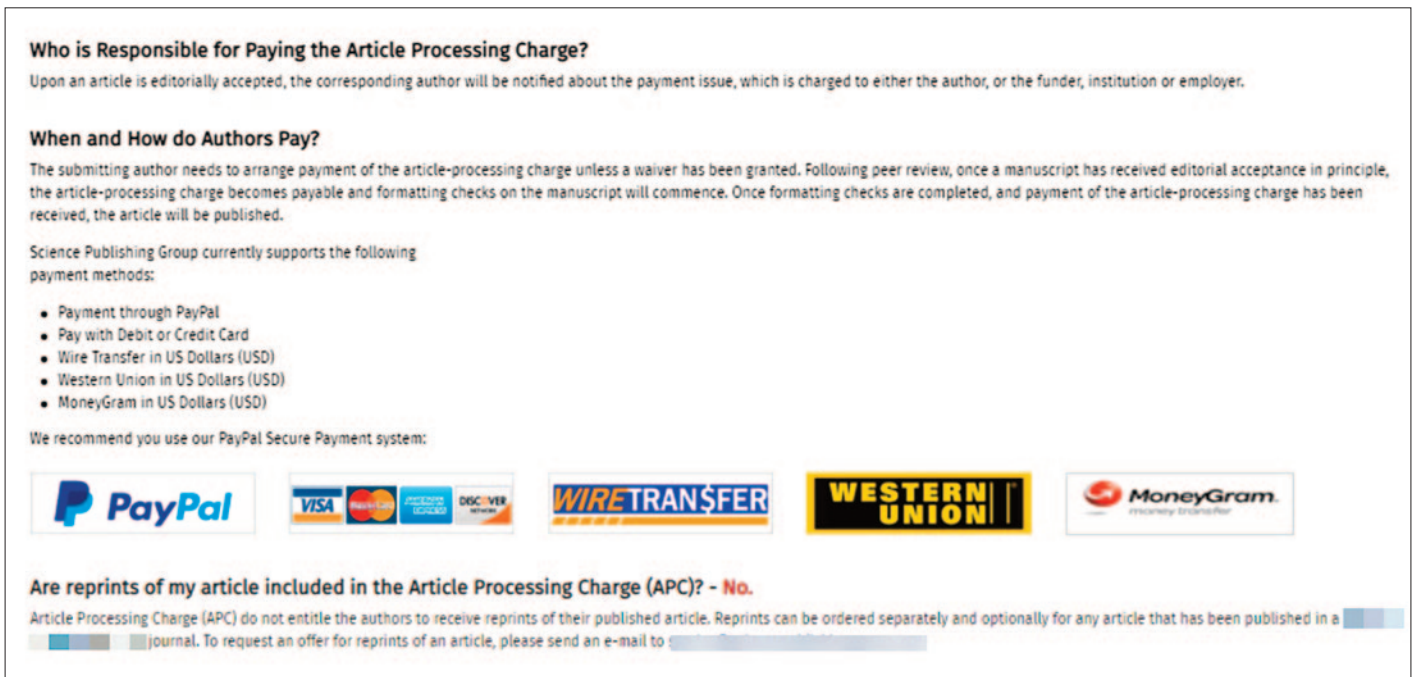 Who is Responsible for Paying the Article Processing Charge?
Upon an article is editorially accepted, the corresponding author will be notified about the payment issue, which is charged to either the author, or the funder, institution or employer.
When and How do Authors Pay?
The submitting author needs to arrange payment of the article-processing charge unless a waiver has been granted. Following peer review, once a manuscript has received editorial acceptance in principle,
the article-processing charge becomes payable and formatting checks on the manuscript will commence. Once formatting checks are completed, and payment of the article-processing charge has been
received, the article will be published.
Science Publishing Group currently supports the following
payment methods:
• Payment through PayPal
• Pay with Debit or Credit Card
• Wire Transfer in US Dollars (USD)
• Western Union in US Dollars (USD)
• MoneyGram in US Dollars (USD)
We recommend you use our PayPal Secure Payment system:
PayPal VISA MasterCard AMERICAN EXPRESS DISCOVER NETWORK WIRETRAN$FER WESTERN UNION MoneyGram. money transfer
Are reprints of my article included in the Article Processing Charge (APC)? - No.
Article Processing Charge (APC) do not entitle the authors to receive reprints of their published article. Reprints can be ordered separately and optionally for any article that has been published in a
journal. To request an offer for reprints of an article, please send an e-mail to